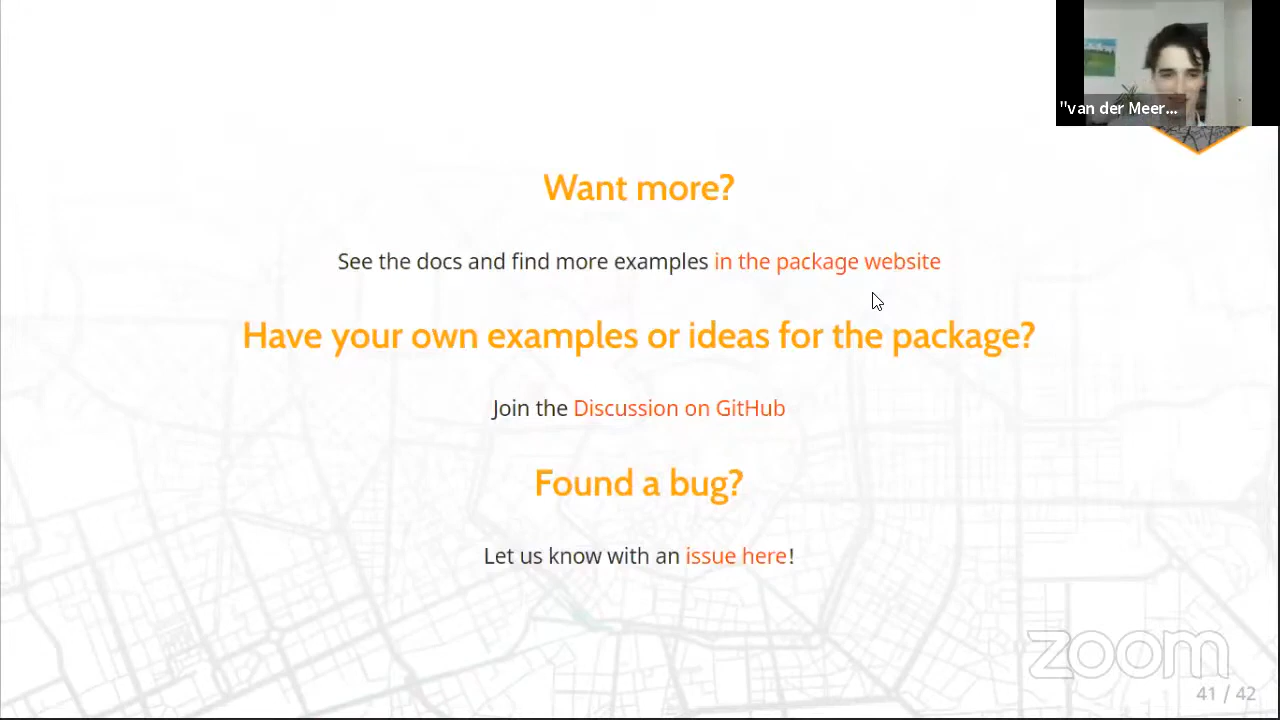 "van der Meer...
Want more?
See the docs and find more examples in the package website
Have your own examples or ideas for the package?
Join the Discussion on GitHub
Found a bug?
Let us know with an issue here!
zoom
41 / 42